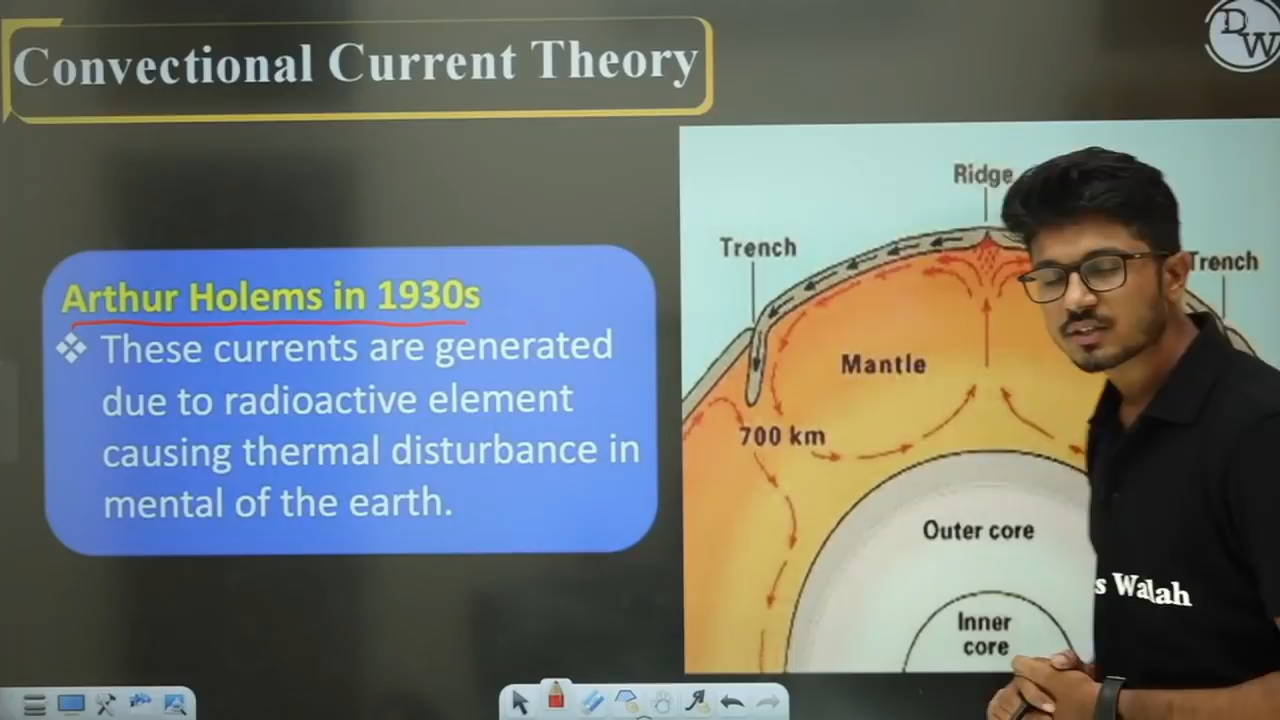 Convectional Current Theory
DW
Arthur Holems in 1930s
❖ These currents are generated
due to radioactive element
causing thermal disturbance in
mental of the earth.
Ridge
Trench
Trench
Mantle
700 km
Outer core
Inner
core
s Walah